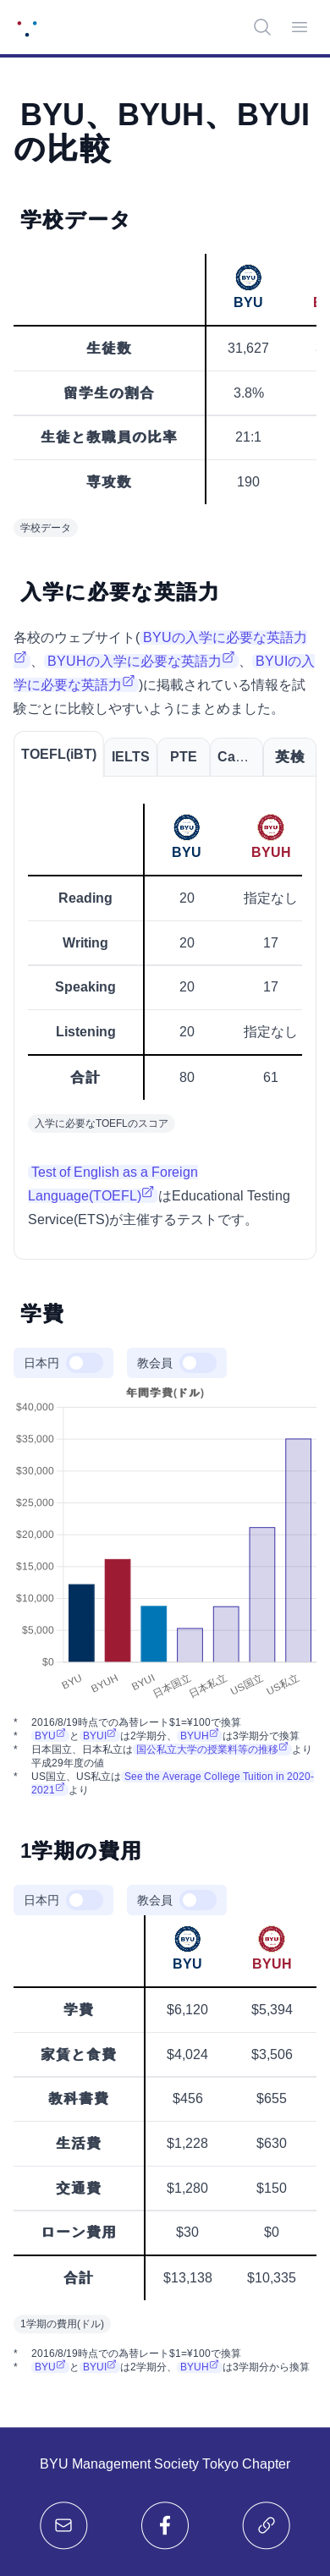 BYU、BYUH、BYUI
の比較
学校データ
BYU
生徒数 31,627
留学生の割合 3.8%
生徒と教職員の比率 21:1
専攻数 190
学校データ
入学に必要な英語力
各校のウェブサイト( BYUの入学に必要な英語力
、 BYUHの入学に必要な英語力 、 BYUIの入
学に必要な英語力 )に掲載されている情報を試
験ごとに比較しやすいようにまとめました。
TOEFL(iBT) IELTS PTE Ca… 英検
BYU BYUH
Reading 20 指定なし
Writing 20 17
Speaking 20 17
Listening 20 指定なし
合計 80 61
入学に必要なTOEFLのスコア
Test of English as a Foreign
Language(TOEFL) はEducational Testing
Service(ETS)が主催するテストです。
学費
日本円 教会員
年間学費(ドル)
$40,000
$35,000
$30,000
$25,000
$20,000
$15,000
$10,000
$5,000
$0
BYU BYUH BYUI 日本国立 日本私立 US国立 US私立
* 2016/8/19時点での為替レート$1=¥100で換算
* BYU と BYUI は2学期分、 BYUH は3学期分で換算
* 日本国立、日本私立は 国公私立大学の授業料等の推移 より
平成29年度の値
* US国立、US私立は See the Average College Tuition in 2020-
2021 より
1学期の費用
日本円 教会員
BYU BYUH
学費 $6,120 $5,394
家賃と食費 $4,024 $3,506
教科書費 $456 $655
生活費 $1,228 $630
交通費 $1,280 $150
ローン費用 $30 $0
合計 $13,138 $10,335
1学期の費用(ドル)
* 2016/8/19時点での為替レート$1=¥100で換算
* BYU と BYUI は2学期分、 BYUH は3学期分から換算
BYU Management Society Tokyo Chapter